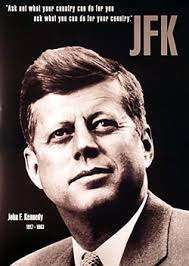 "Ask not what your country can do for you
ask what you can do for your country."
JFK
John F. Kennedy
1917 - 1963